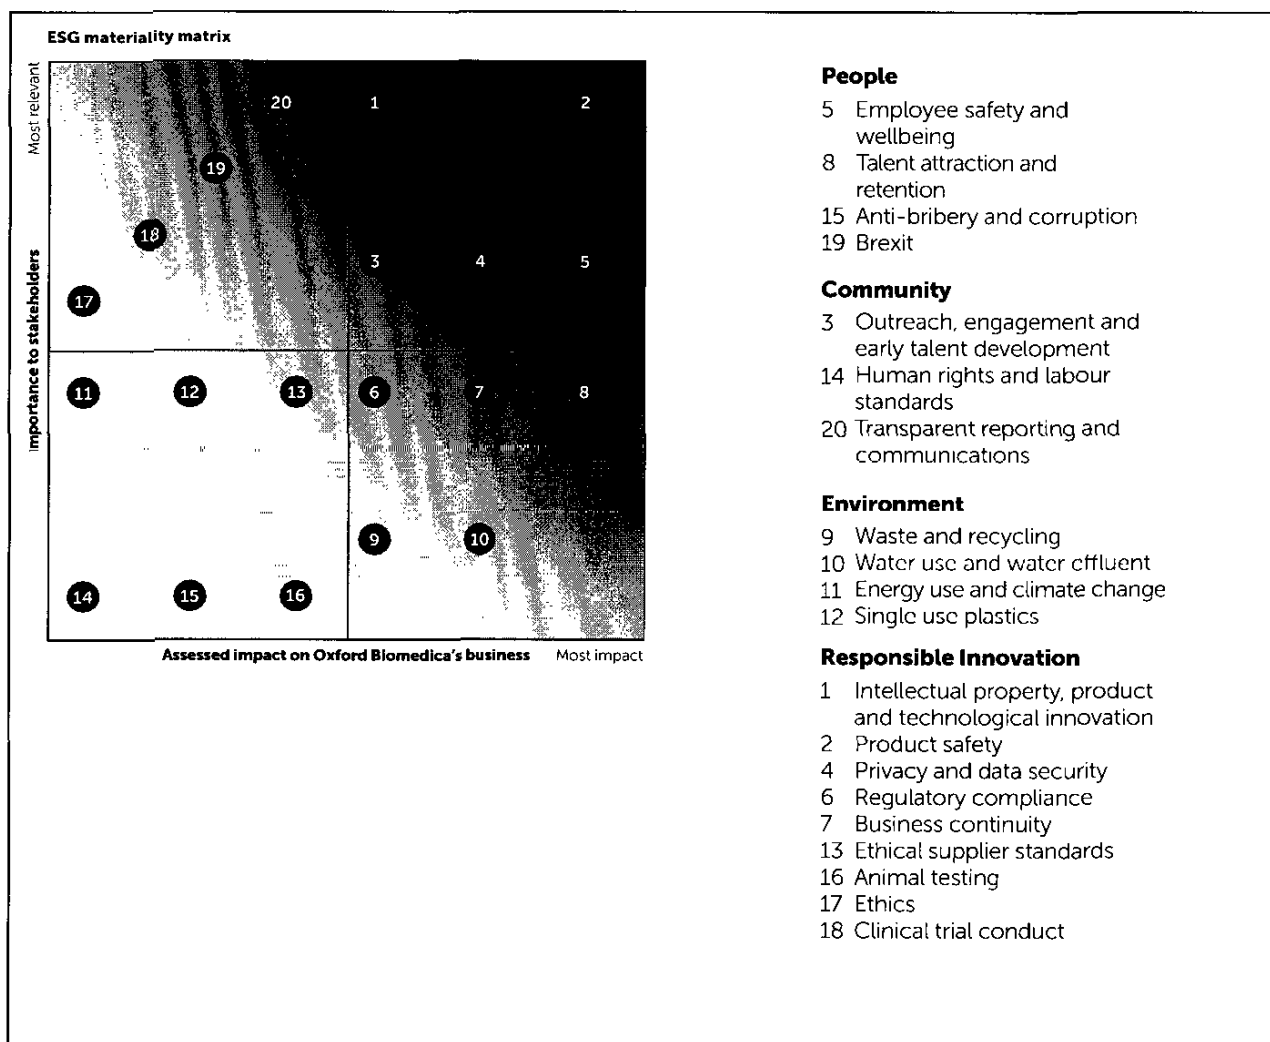 ESG materiality matrix
Most relevant
Importance to stakeholders
20 1 2
19
18
3 4 5
17
11 12 13 6 7 8
9 10
14 15 16
Assessed impact on Oxford Biomedica's business Most impact
People
5 Employee safety and
wellbeing
8 Talent attraction and
retention
15 Anti-bribery and corruption
19 Brexit
Community
3 Outreach, engagement and
early talent development
14 Human rights and labour
standards
20 Transparent reporting and
communications
Environment
9 Waste and recycling
10 Water use and water effluent
11 Energy use and climate change
12 Single use plastics
Responsible Innovation
1 Intellectual property, product
and technological innovation
2 Product safety
4 Privacy and data security
6 Regulatory compliance
7 Business continuity
13 Ethical supplier standards
16 Animal testing
17 Ethics
18 Clinical trial conduct